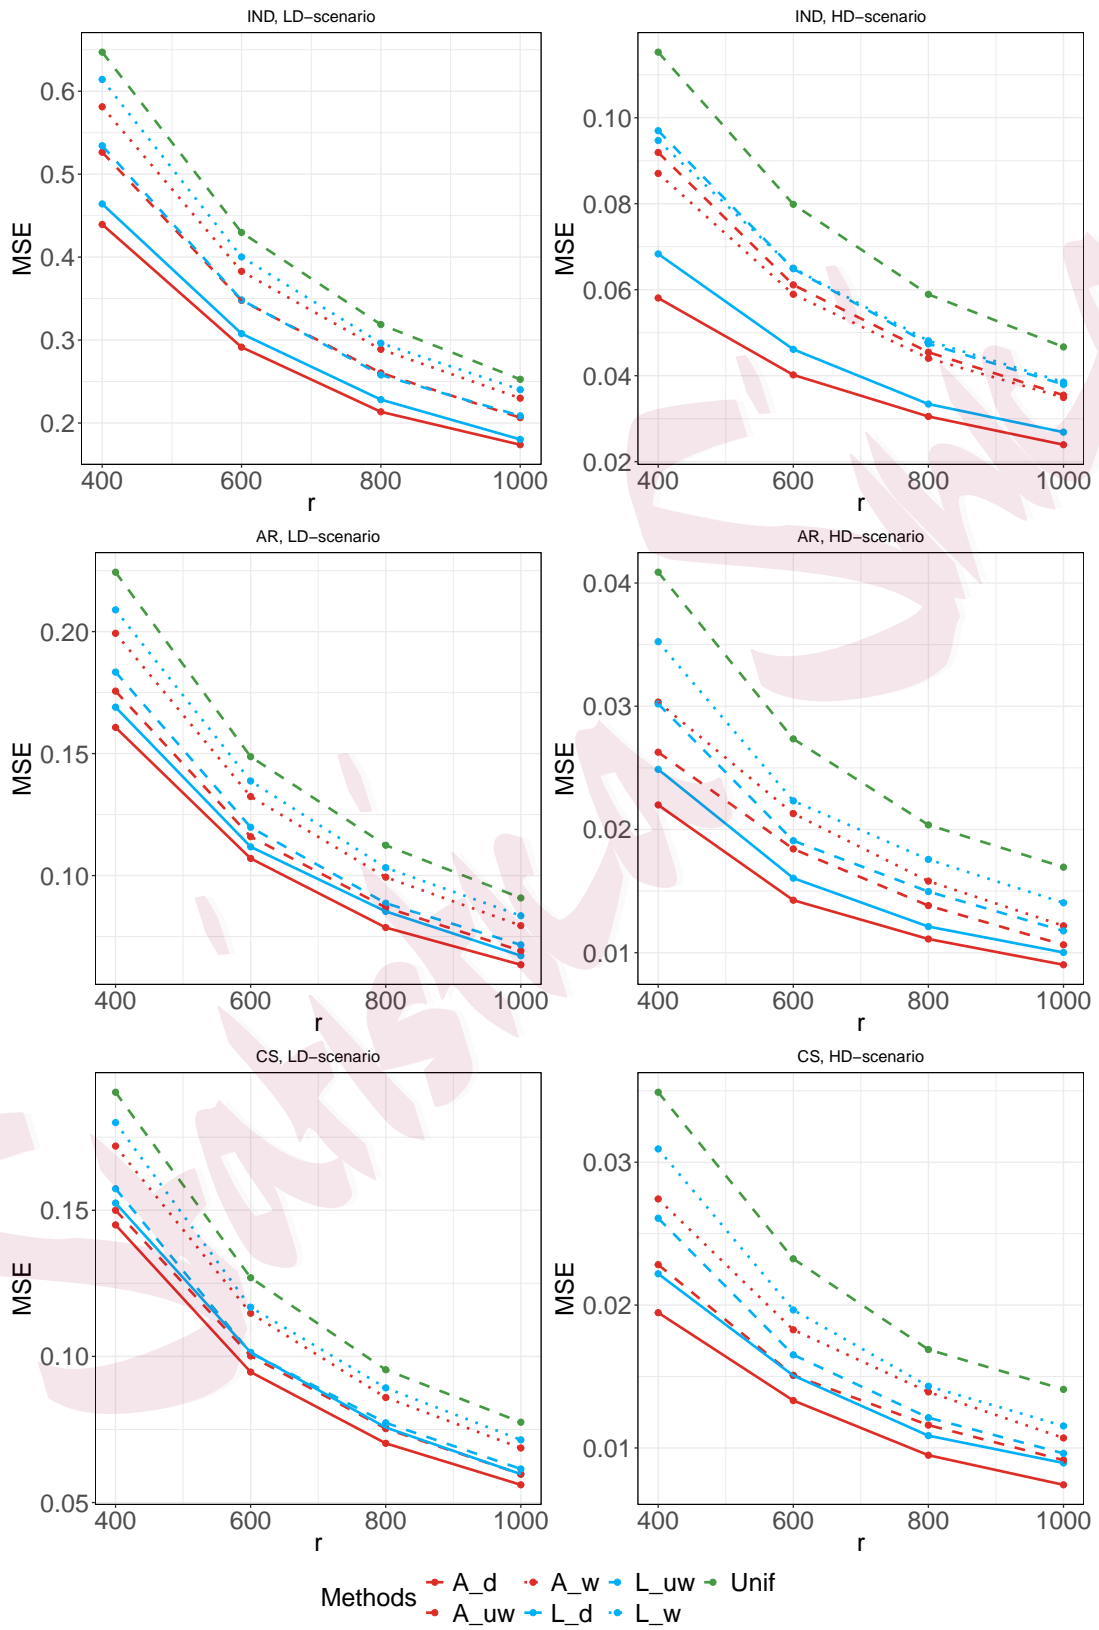 IND, LD−scenario
IND, HD−scenario
MSE
0.6
0.5
0.4
0.3
0.2
400 600 800 1000
r
MSE
0.10
0.08
0.06
0.04
0.02
400 600 800 1000
r
AR, LD−scenario
AR, HD−scenario
MSE
0.20
0.15
0.10
400 600 800 1000
r
MSE
0.04
0.03
0.02
0.01
400 600 800 1000
r
CS, LD−scenario
CS, HD−scenario
MSE
0.15
0.10
0.05
400 600 800 1000
r
MSE
0.03
0.02
0.01
400 600 800 1000
r
Methods
A_d A_w L_uw Unif
A_uw L_d L_w